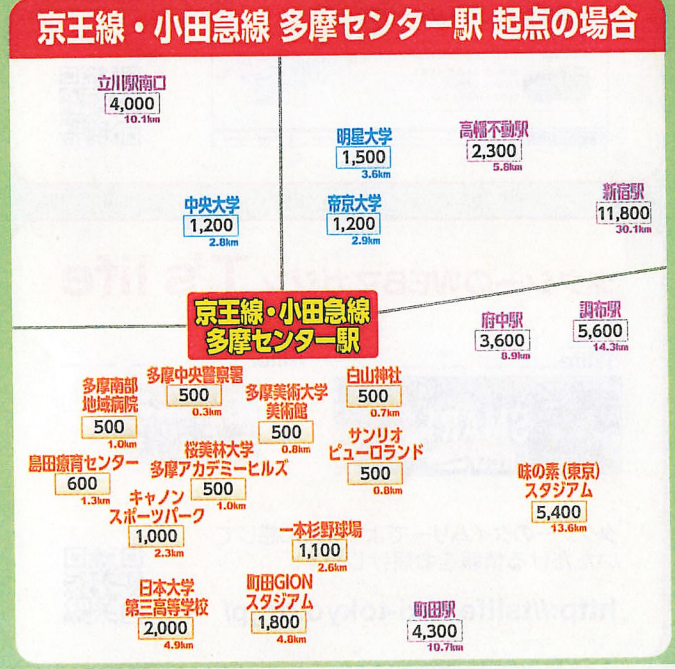 京王線・小田急線 多摩センター駅 起点の場合
立川駅南口
4,000
10.1km
明星大学
1,500
3.6km
高幡不動駅
2,300
5.6km
中央大学
1,200
2.8km
帝京大学
1,200
2.9km
新宿駅
11,800
30.1km
京王線・小田急線
多摩センター駅
府中駅
3,600
8.9km
調布駅
5,600
14.3km
多摩南部
地域病院
500
1.0km
多摩中央警察署
500
0.3km
多摩美術大学
美術館
500
0.8km
白山神社
500
0.7km
島田療育センター
600
1.3km
桜美林大学
多摩アカデミーヒルズ
500
1.0km
サンリオ
ピューロランド
500
0.8km
味の素(東京)
スタジアム
5,400
13.6km
キャノン
スポーツパーク
1,000
2.3km
一本杉野球場
1,100
2.6km
日本大学
第三高等学校
2,000
4.9km
町田GION
スタジアム
1,800
4.8km
町田駅
4,300
10.7km